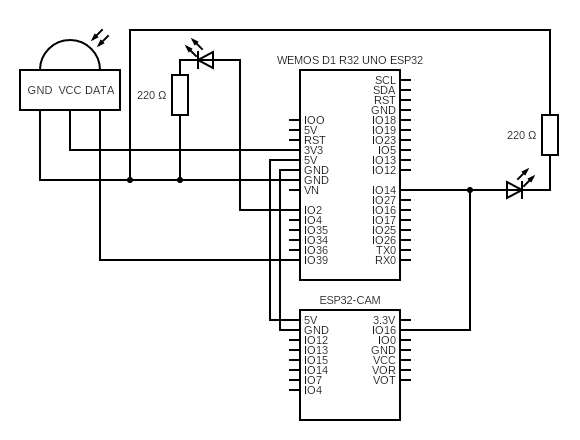 WEMOS D1 R32 UNO ESP32
GND VCC DATA
220 Ω
220 Ω
IOO
5V
RST
3V3
5V
GND
GND
VN
IO2
IO4
IO35
IO34
IO36
IO39
SCL
SDA
RST
GND
IO18
IO19
IO23
IO5
IO13
IO12
IO14
IO27
IO16
IO17
IO25
IO26
TX0
RX0
ESP32-CAM
5V
GND
IO12
IO13
IO15
IO14
IO7
IO4
3.3V
IO16
IO0
GND
VCC
VOR
VOT